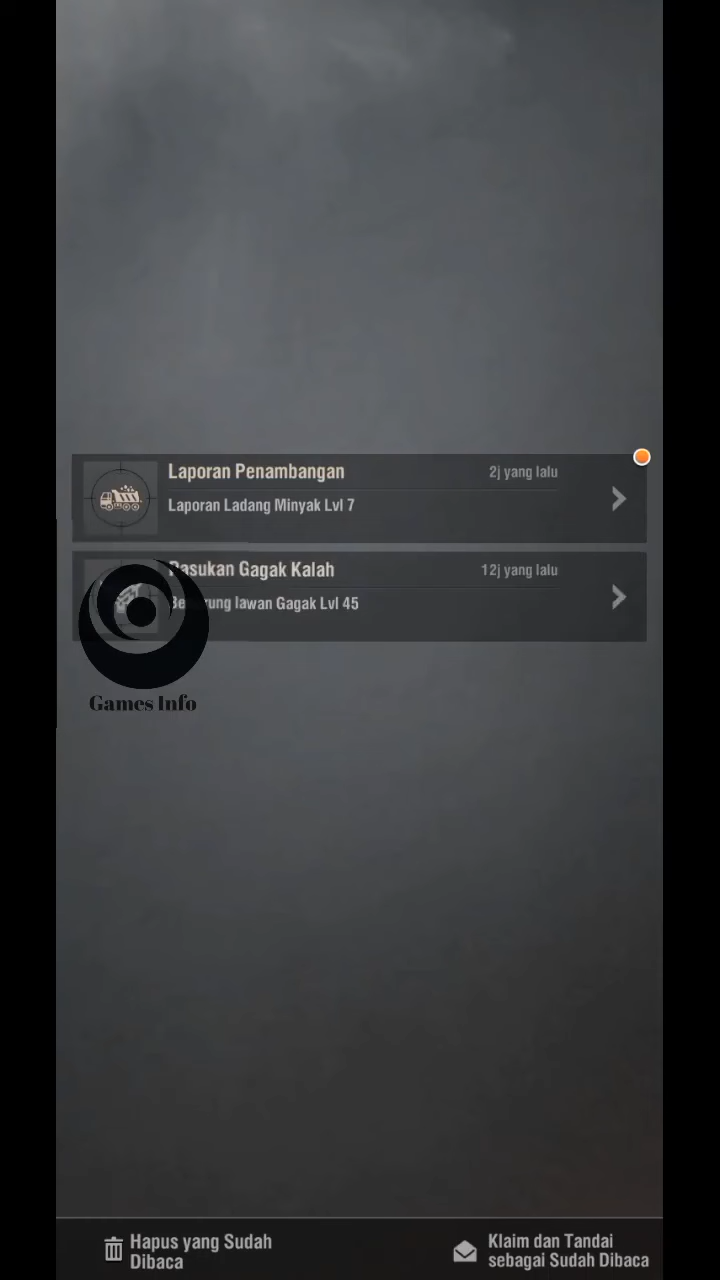 Laporan Penambangan
2j yang lalu
Laporan Ladang Minyak Lvl 7
Pasukan Gagak Kalah
12j yang lalu
lawan Gagak Lvl 45
Games Info
Hapus yang Sudah
Dibaca
Klaim dan Tandai
sebagai Sudah Dibaca